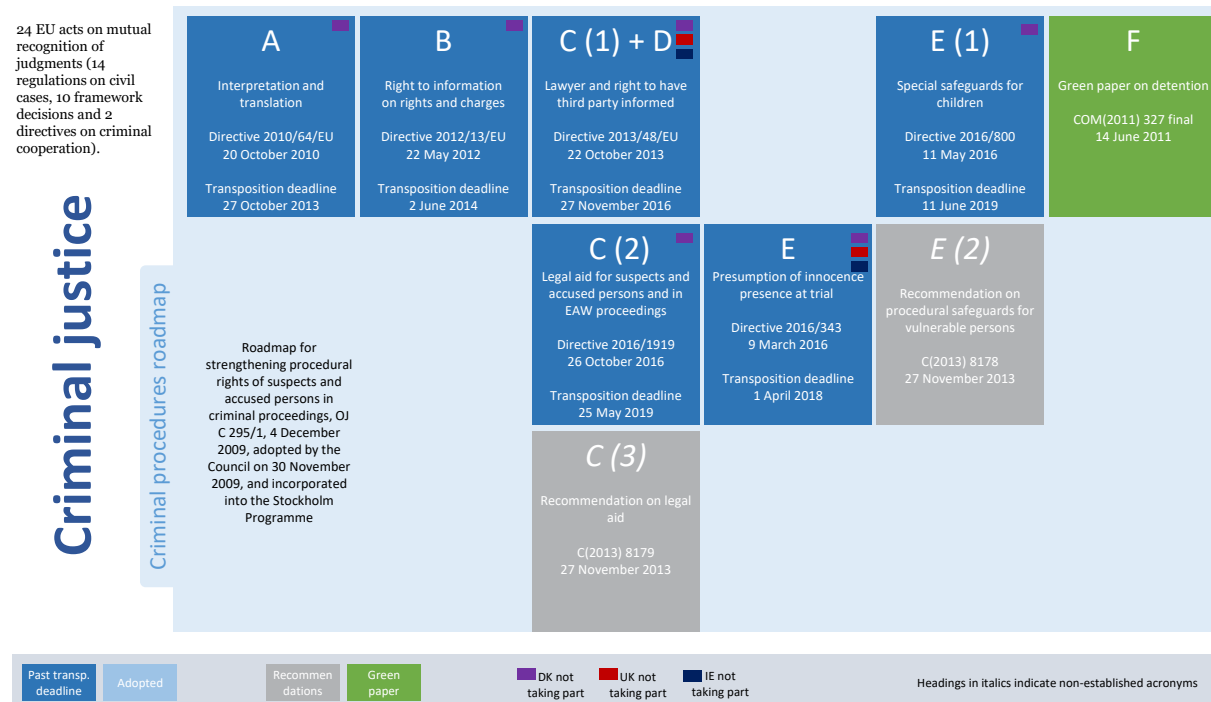 24 EU acts on mutual
recognition of
judgments (14
regulations on civil
cases, 10 framework
decisions and 2
directives on criminal
cooperation).
Criminal justice
Criminal procedures roadmap
A
Interpretation and
translation
Directive 2010/64/EU
20 October 2010
Transposition deadline
27 October 2013
B
Right to information
on rights and charges
Directive 2012/13/EU
22 May 2012
Transposition deadline
2 June 2014
C (1) + D
Lawyer and right to have
third party informed
Directive 2013/48/EU
22 October 2013
Transposition deadline
27 November 2016
E (1)
Special safeguards for
children
Directive 2016/800
11 May 2016
Transposition deadline
11 June 2019
F
Green paper on detention
COM(2011) 327 final
14 June 2011
Roadmap for
strengthening procedural
rights of suspects and
accused persons in
criminal proceedings, OJ
C 295/1, 4 December
2009, adopted by the
Council on 30 November
2009, and incorporated
into the Stockholm
Programme
C (2)
Legal aid for suspects and
accused persons and in
EAW proceedings
Directive 2016/1919
26 October 2016
Transposition deadline
25 May 2019
E
Presumption of innocence
presence at trial
Directive 2016/343
9 March 2016
Transposition deadline
1 April 2018
E (2)
Recommendation on
procedural safeguards for
vulnerable persons
C(2013) 8178
27 November 2013
C (3)
Recommendation on legal
aid
C(2013) 8179
27 November 2013
Past transp.
deadline
Adopted
Recommen
dations
Green
paper
DK not
taking part
UK not
taking part
IE not
taking part
Headings in italics indicate non-established acronyms